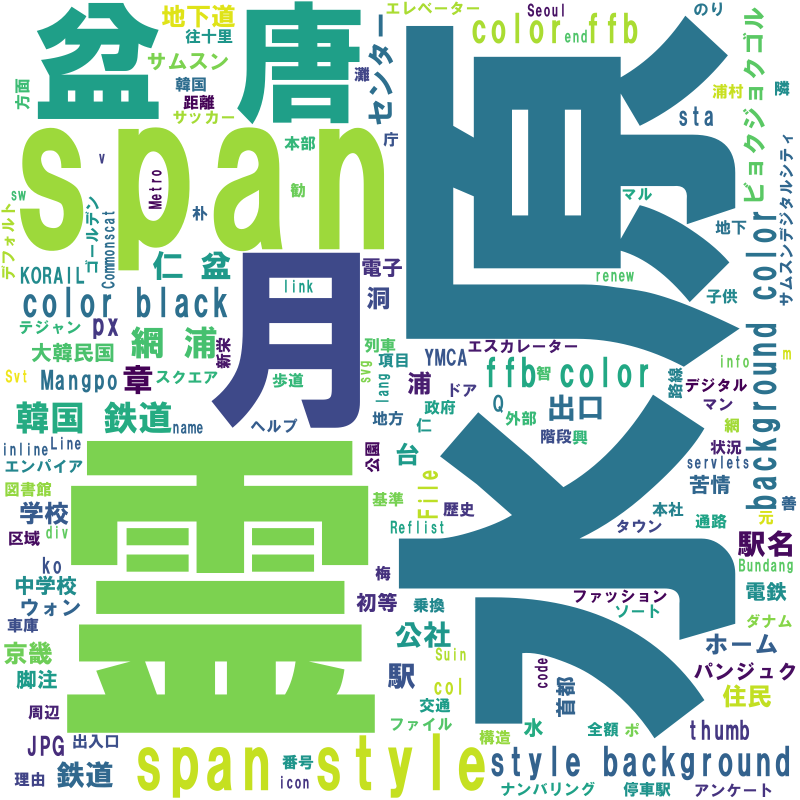 盆 唐
地下道
エレベーター
Seoul
のり
往十里
color
end
ffb
サムスン
センター
灘
方面
韓国
距離
サッカー
浦村
隣
本部
庁
sta
ビョクジョクゴル
span
v
Metro
勧
朴
sw
デフォルト
ゴールデン
Commonscat
水原
マル
地下
サムスンデジタルシティ
KORAIL
仁 盆
電子
link
renew
子供
background color
color black
洞
月
テジャン
px
網 浦
新栄
列車
エスカレーター
info
m
大韓民国
svg
項目
YMCA
ffb
智
color
路線
デジタル
Svt
Mangpo
章
スクエア
歩道
lang
浦
ドア
マン
政府
Q
韓国 鉄道
name
ヘルプ
地方
仁
外部
出口
網
階段
興
状況
inline
Line
エンパイア
公園
台
servlets
苦情
図書館
基準
File
善
学校
div
霊
歴史
本社
通路
元
区域
Reflist
タウン
駅名
ko
梅
Bundang
中学校
初等
乗換
ファッション
電鉄
ウォン
ソート
車庫
公社
ダナム
京畿
Suin
code
ホーム
脚注
駅
col
首都
パンジュク
住民
周辺
交通
ファイル
水
全額
ポ
thumb
JPG
出入口
構造
理由
鉄道
span style
番号
icon
style background
ナンバリング
停車駅
アンケート